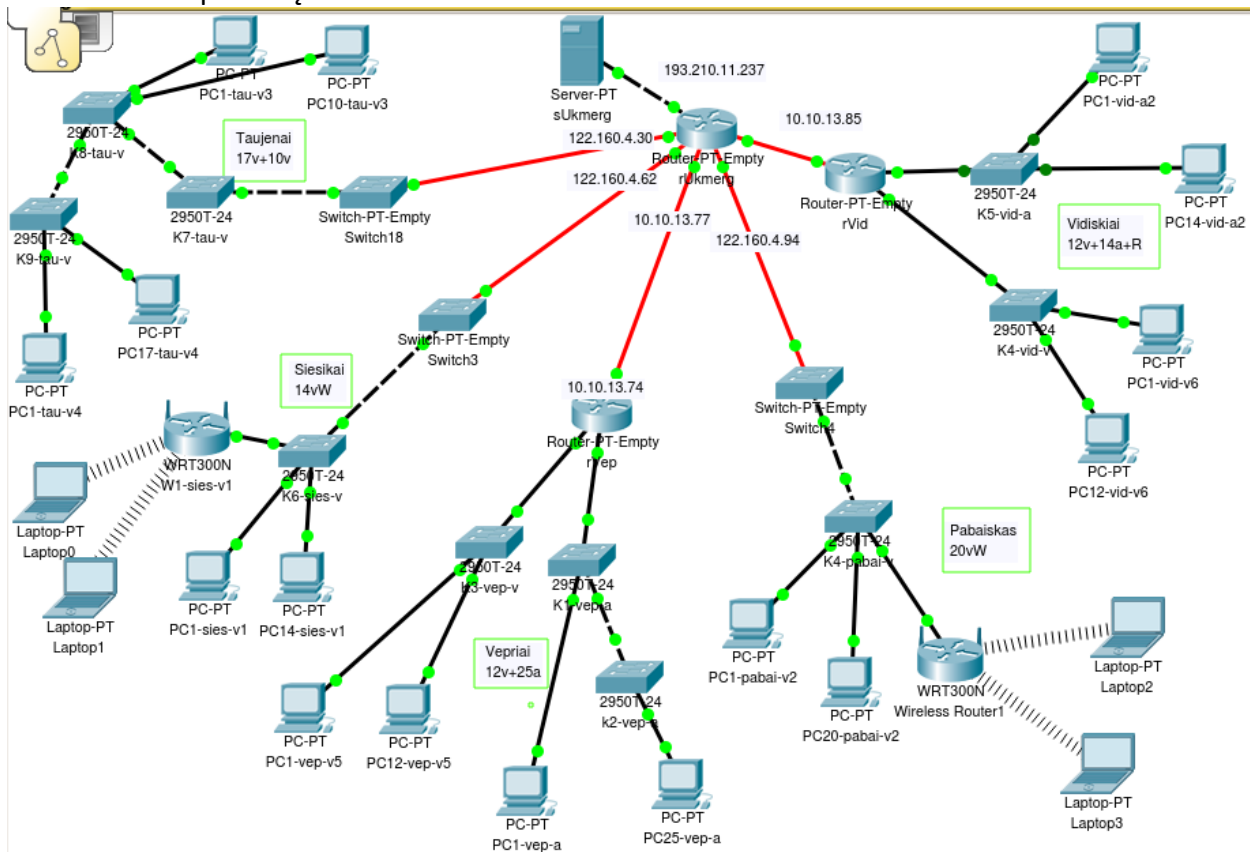 PC-PT
PC1-tau-v3
PC-PT
PC10-tau-v3
2950T-24
K8-tau-v
Taujenai
17v+10v
2950T-24
K7-tau-v
Switch-PT-Empty
Switch18
2950T-24
K9-tau-v
PC-PT
PC17-tau-v4
PC-PT
PC1-tau-v4
Server-PT
sUkmerg
193.210.11.237
122.160.4.30
Router-PT-Empty
rUkmerg
10.10.13.85
122.160.4.62
10.10.13.77
122.160.4.94
Router-PT-Empty
rVid
PC-PT
PC1-vid-a2
2950T-24
K5-vid-a
PC-PT
PC14-vid-a2
Vidiskiai
12v+14a+R
2950T-24
K4-vid-v
PC-PT
PC1-vid-v6
PC-PT
PC12-vid-v6
Switch-PT-Empty
Switch3
Siesikai
14vW
WRT300N
W1-sies-v1
2950T-24
K6-sies-v
Laptop-PT
Laptop0
Laptop-PT
Laptop1
PC-PT
PC1-sies-v1
PC-PT
PC14-sies-v1
10.10.13.74
Router-PT-Empty
rVep
2950T-24
K3-vep-v
2950T-24
K1-vep-a
Vepriai
12v+25a
2950T-24
k2-vep-a
PC-PT
PC1-vep-v5
PC-PT
PC12-vep-v5
PC-PT
PC1-vep-a
PC-PT
PC25-vep-a
Switch-PT-Empty
Switch4
2950T-24
K4-pabai-v
Pabaiskas
20vW
PC-PT
PC1-pabai-v2
PC-PT
PC20-pabai-v2
WRT300N
Wireless Router1
Laptop-PT
Laptop2
Laptop-PT
Laptop3